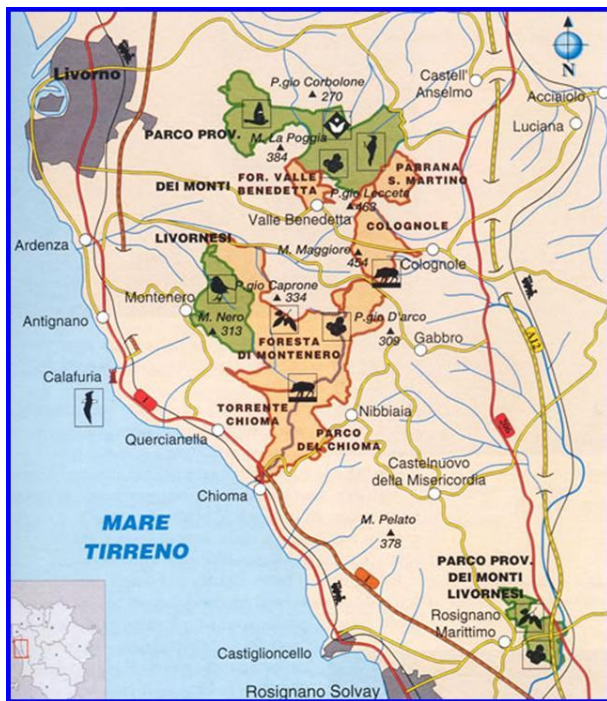 Livorno
P.gio Corbolone
270
Castell'
Anselmo
N
Acciaiolo
Luciana
PARCO PROV.
M. La Poggia
384
DEI MONTI
FOR. VALLE
BENEDETTA
PARRANA
S. MARTINO
P.gio Lecceta
463
Valle Benedetta
COLOGNOLE
LIVORNESI
Ardenza
M. Maggiore
454
Colognole
P.gio Caprone
334
Montenero
M. Nero
313
P.gio D'arco
309
Antignano
FORESTA
DI MONTENERO
Gabbro
A12
Calafuria
1
TORRENTE
CHIOMA
Nibbiaia
206
Quercianella
PARCO
DEL CHIOMA
Castelnuovo
della Misericordia
Chioma
MARE
TIRRENO
M. Pelato
378
PARCO PROV.
DEI MONTI
LIVORNESI
1
Rosignano
Marittimo
Castiglioncello
Rosignano Solvay